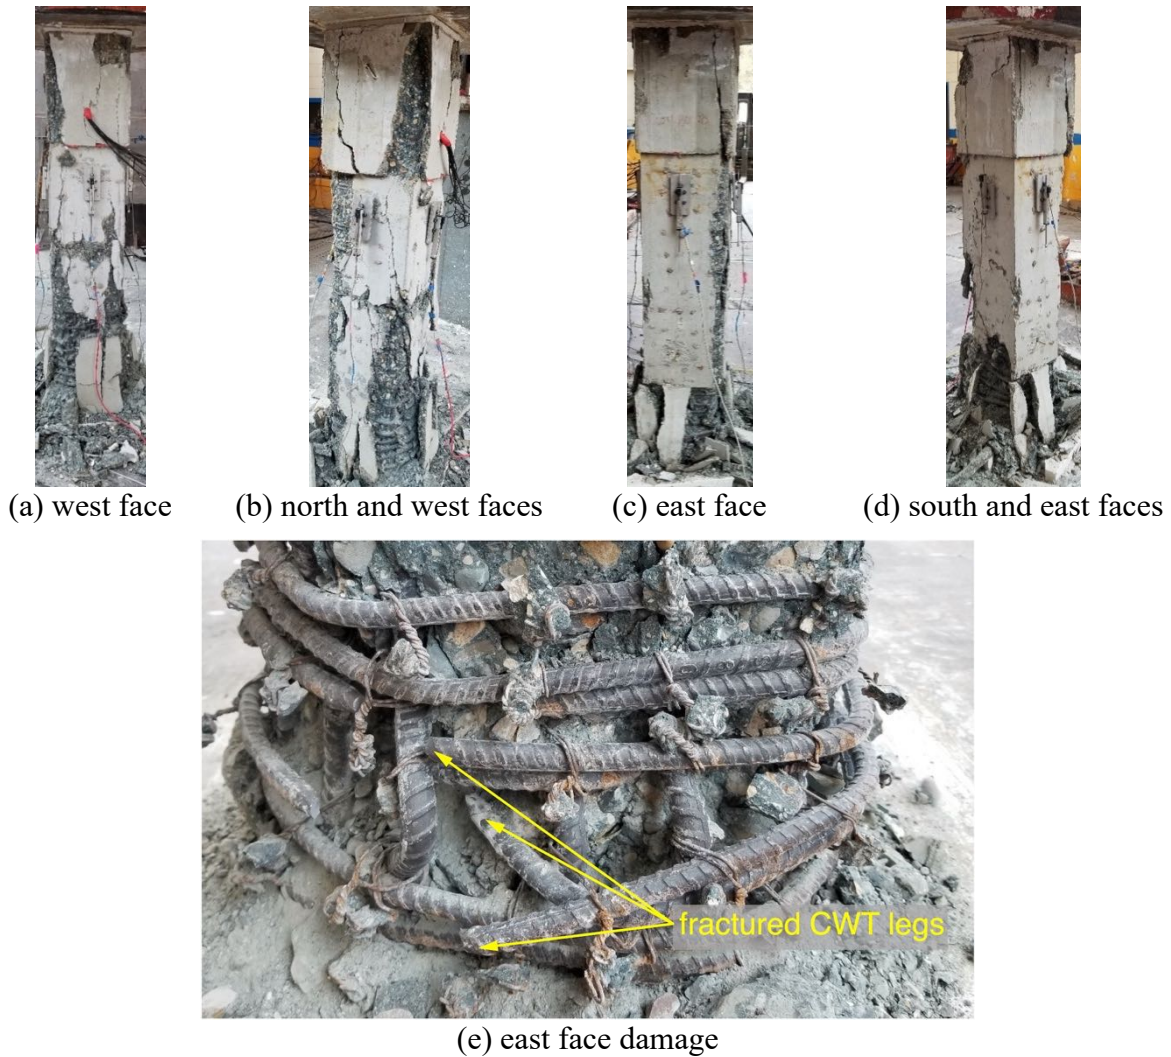 (a) west face
(b) north and west faces
(c) east face
(d) south and east faces
fractured CWT legs
(e) east face damage